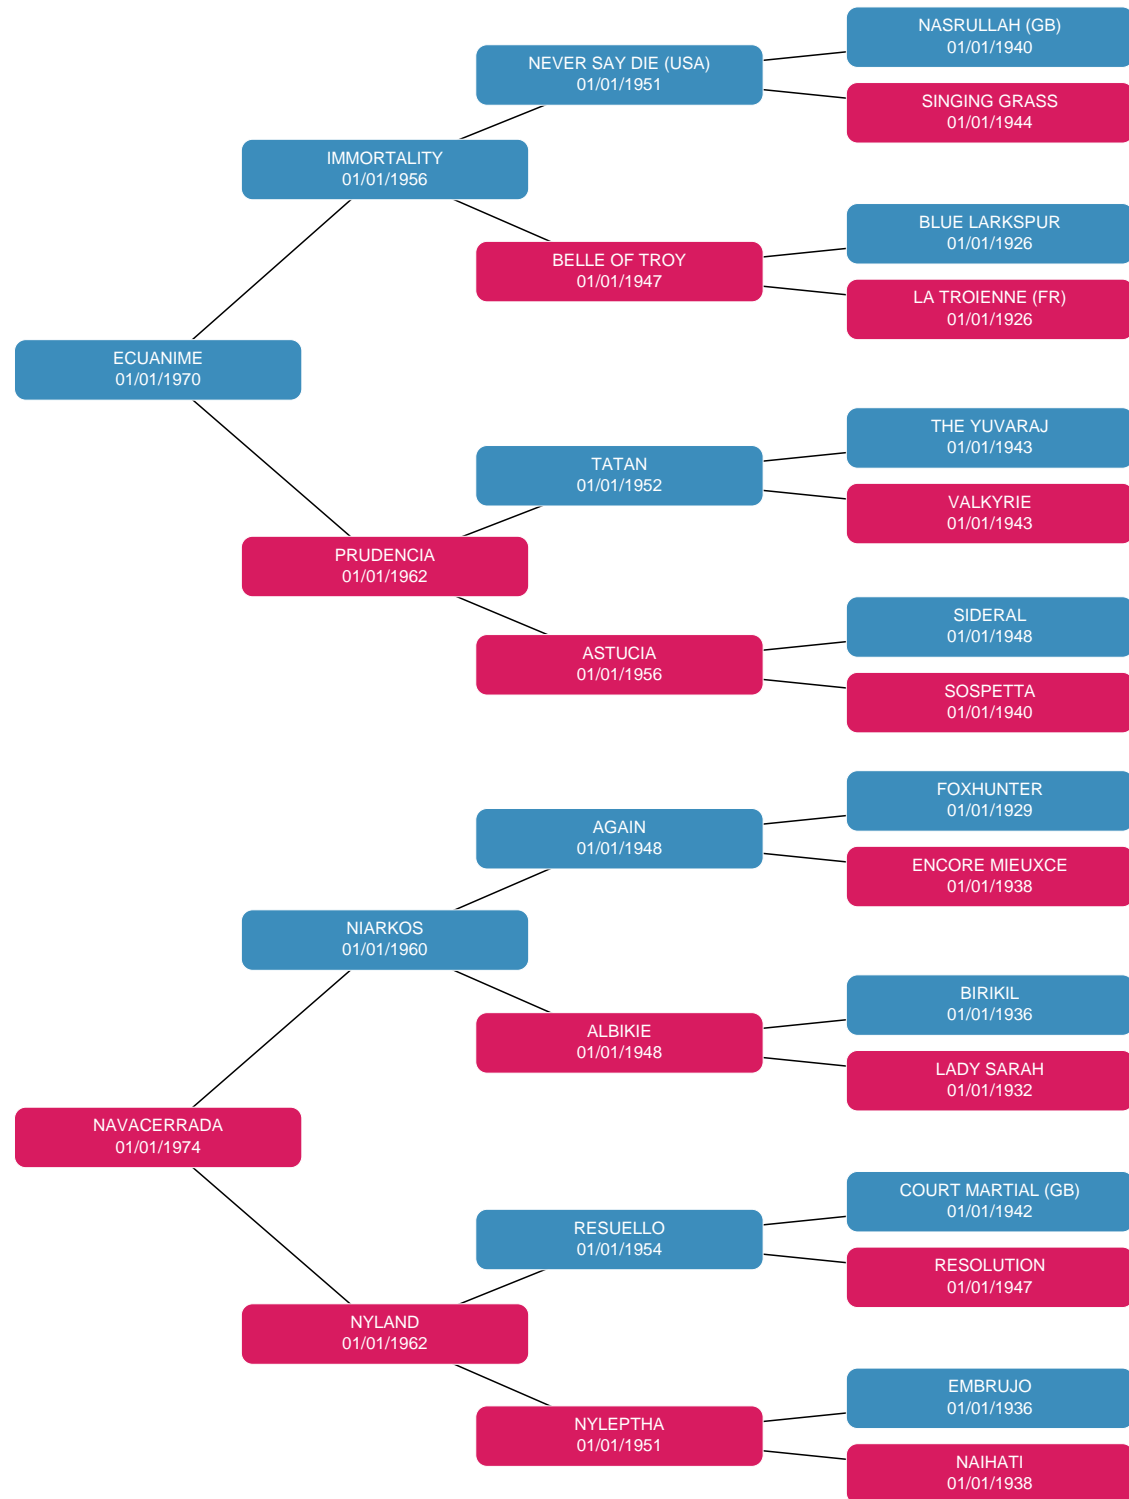 NASRULLAH (GB)
01/01/1940
NEVER SAY DIE (USA)
01/01/1951
SINGING GRASS
01/01/1944
IMMORTALITY
01/01/1956
BLUE LARKSPUR
01/01/1926
BELLE OF TROY
01/01/1947
LA TROIENNE (FR)
01/01/1926
ECUANIME
01/01/1970
THE YUVARAJ
01/01/1943
TATAN
01/01/1952
VALKYRIE
01/01/1943
PRUDENCIA
01/01/1962
SIDERAL
01/01/1948
ASTUCIA
01/01/1956
SOSPETTA
01/01/1940
FOXHUNTER
01/01/1929
AGAIN
01/01/1948
ENCORE MIEUXCE
01/01/1938
NIARKOS
01/01/1960
BIRIKIL
01/01/1936
ALBIKIE
01/01/1948
LADY SARAH
01/01/1932
NAVACERRADA
01/01/1974
COURT MARTIAL (GB)
01/01/1942
RESUELLO
01/01/1954
RESOLUTION
01/01/1947
NYLAND
01/01/1962
EMBRUJO
01/01/1936
NYLEPTHA
01/01/1951
NAIHATI
01/01/1938